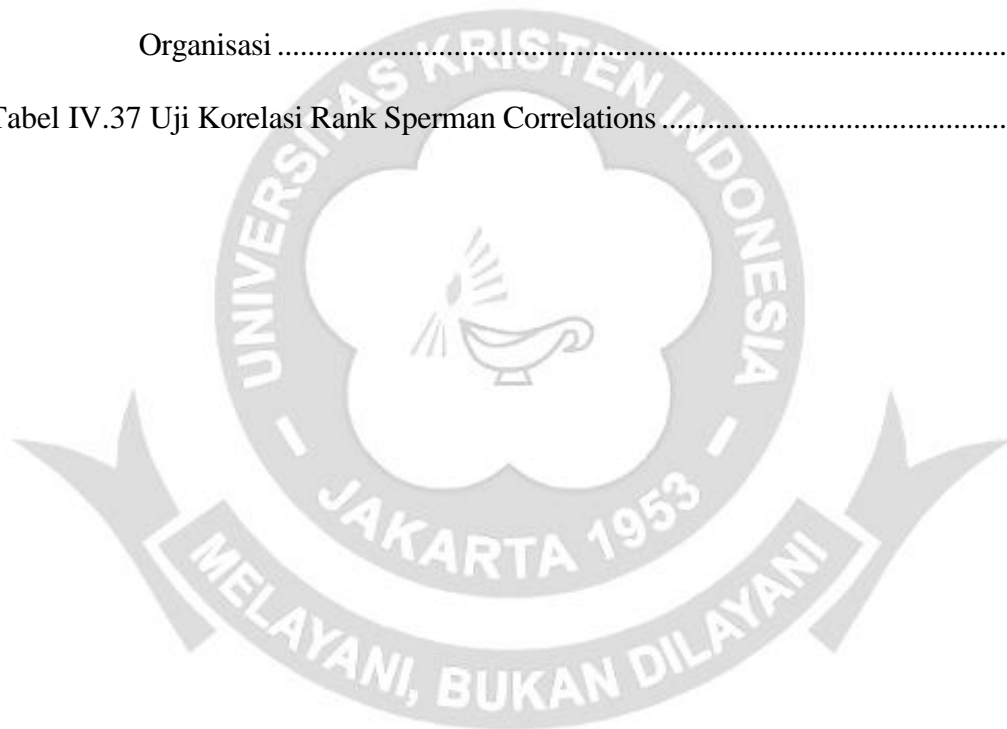 Organisasi ................................................................................................
Tabel IV.37 Uji Korelasi Rank Sperman Correlations ..............................................
UNIVERSITAS KRISTEN INDONESIA
- JAKARTA 1953 -
MELAYANI, BUKAN DILAYANI